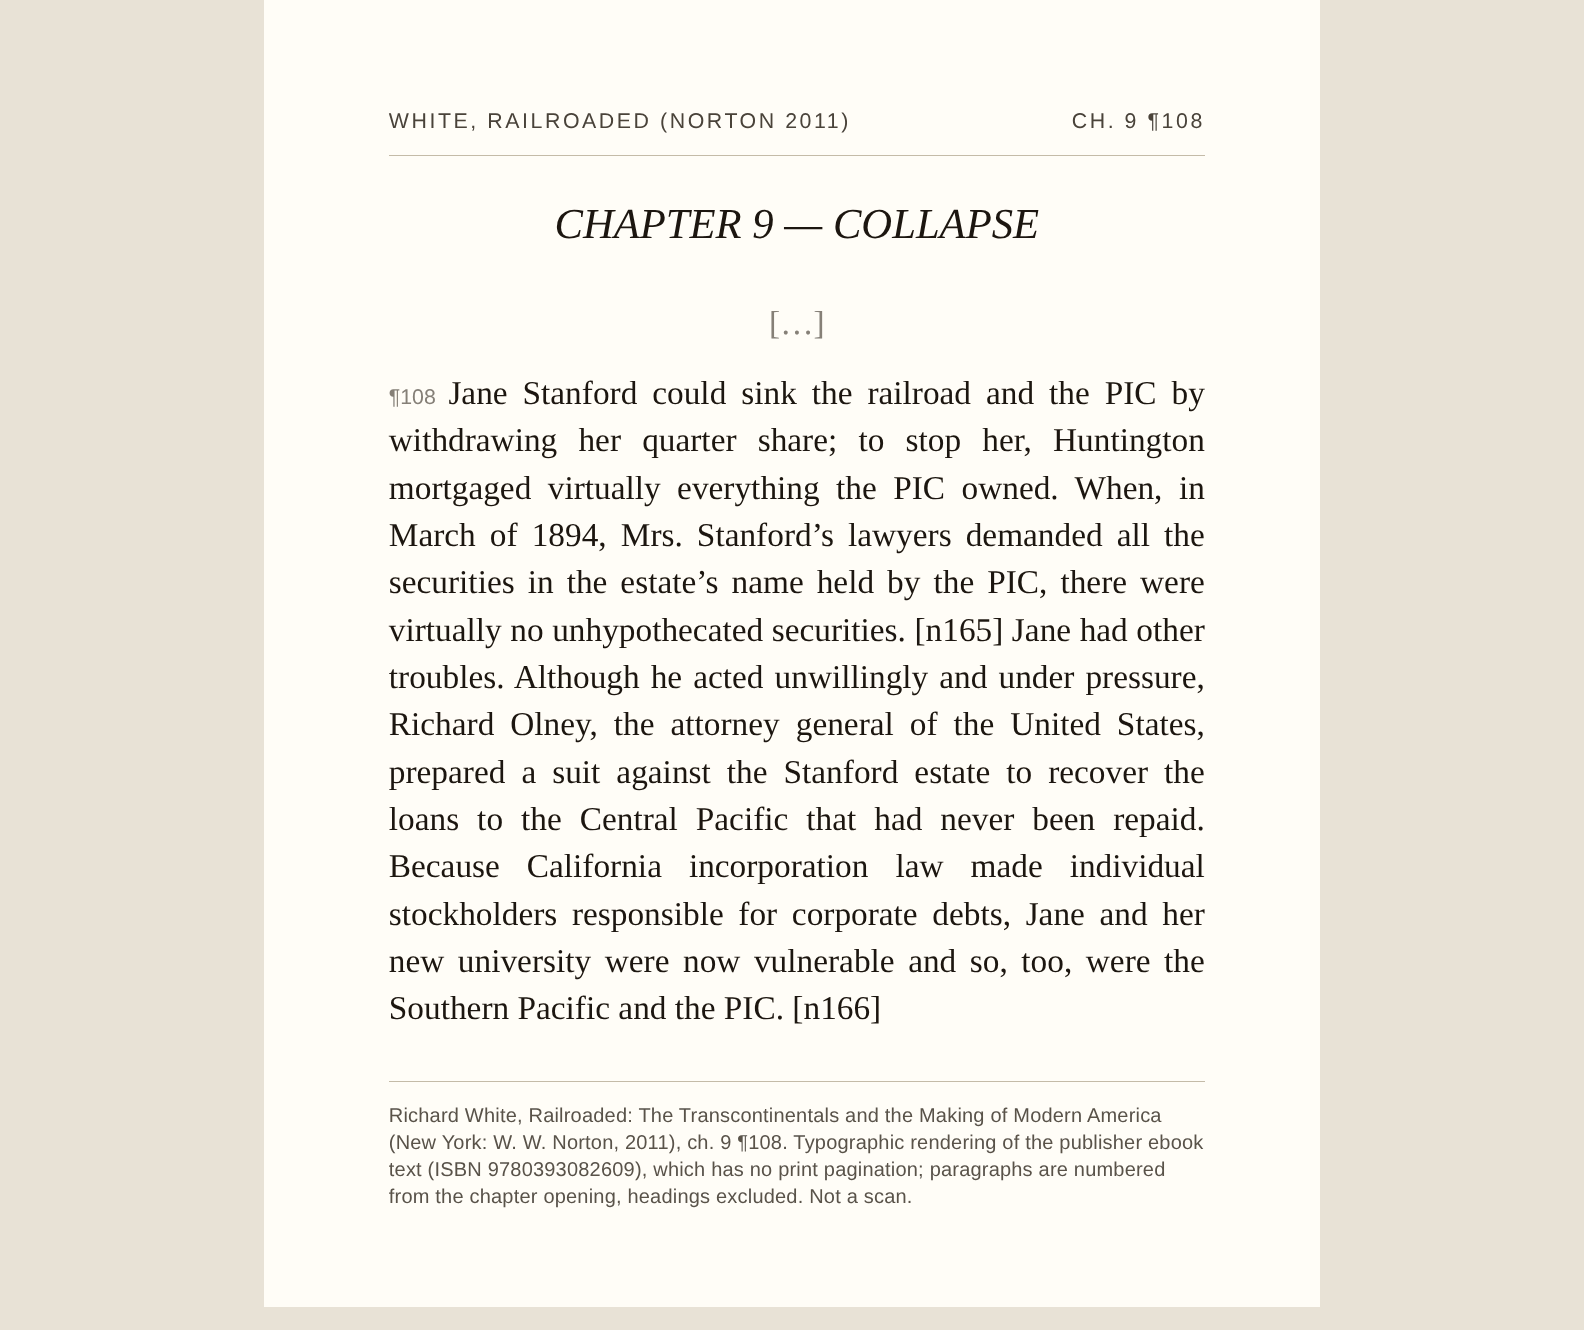 WHITE, RAILROADED (NORTON 2011)
CH. 9 ¶108
CHAPTER 9 — COLLAPSE
[…]
¶108 Jane Stanford could sink the railroad and the PIC by
withdrawing her quarter share; to stop her, Huntington
mortgaged virtually everything the PIC owned. When, in
March of 1894, Mrs. Stanford’s lawyers demanded all the
securities in the estate’s name held by the PIC, there were
virtually no unhypothecated securities. [n165] Jane had other
troubles. Although he acted unwillingly and under pressure,
Richard Olney, the attorney general of the United States,
prepared a suit against the Stanford estate to recover the
loans to the Central Pacific that had never been repaid.
Because California incorporation law made individual
stockholders responsible for corporate debts, Jane and her
new university were now vulnerable and so, too, were the
Southern Pacific and the PIC. [n166]
Richard White, Railroaded: The Transcontinentals and the Making of Modern America
(New York: W. W. Norton, 2011), ch. 9 ¶108. Typographic rendering of the publisher ebook
text (ISBN 9780393082609), which has no print pagination; paragraphs are numbered
from the chapter opening, headings excluded. Not a scan.